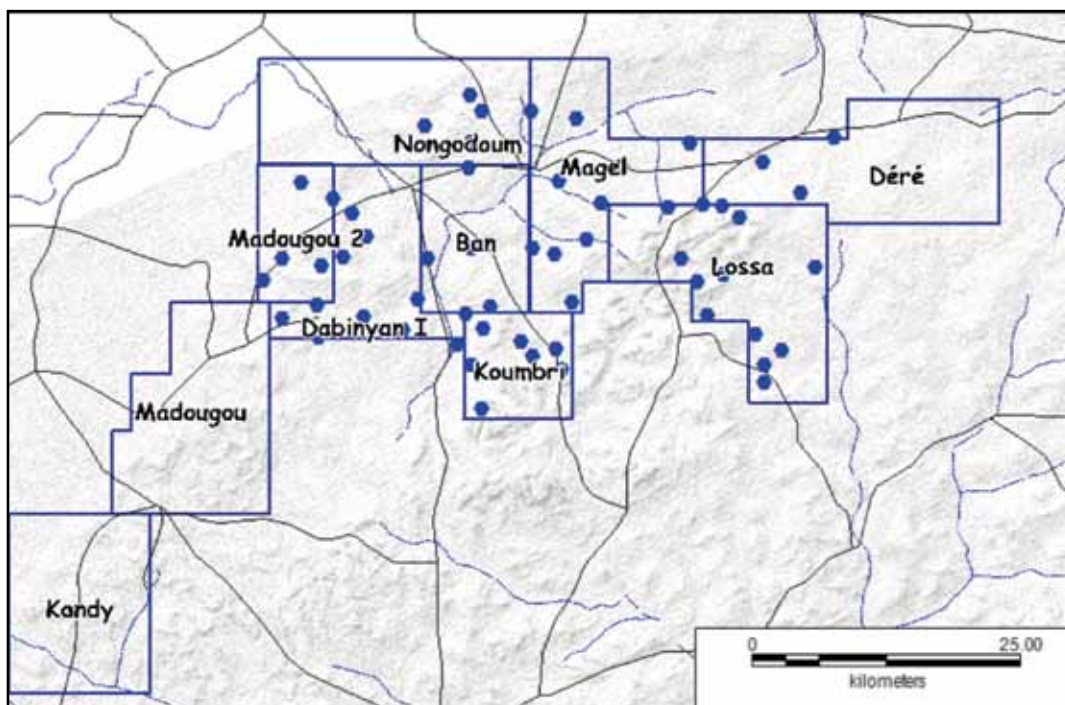 Nongodoum
Magel
Déré
Madougou 2
Ban
Lossa
Dabinyan I
Koumbri
Madougou
Kandy
0 25.00
kilometers